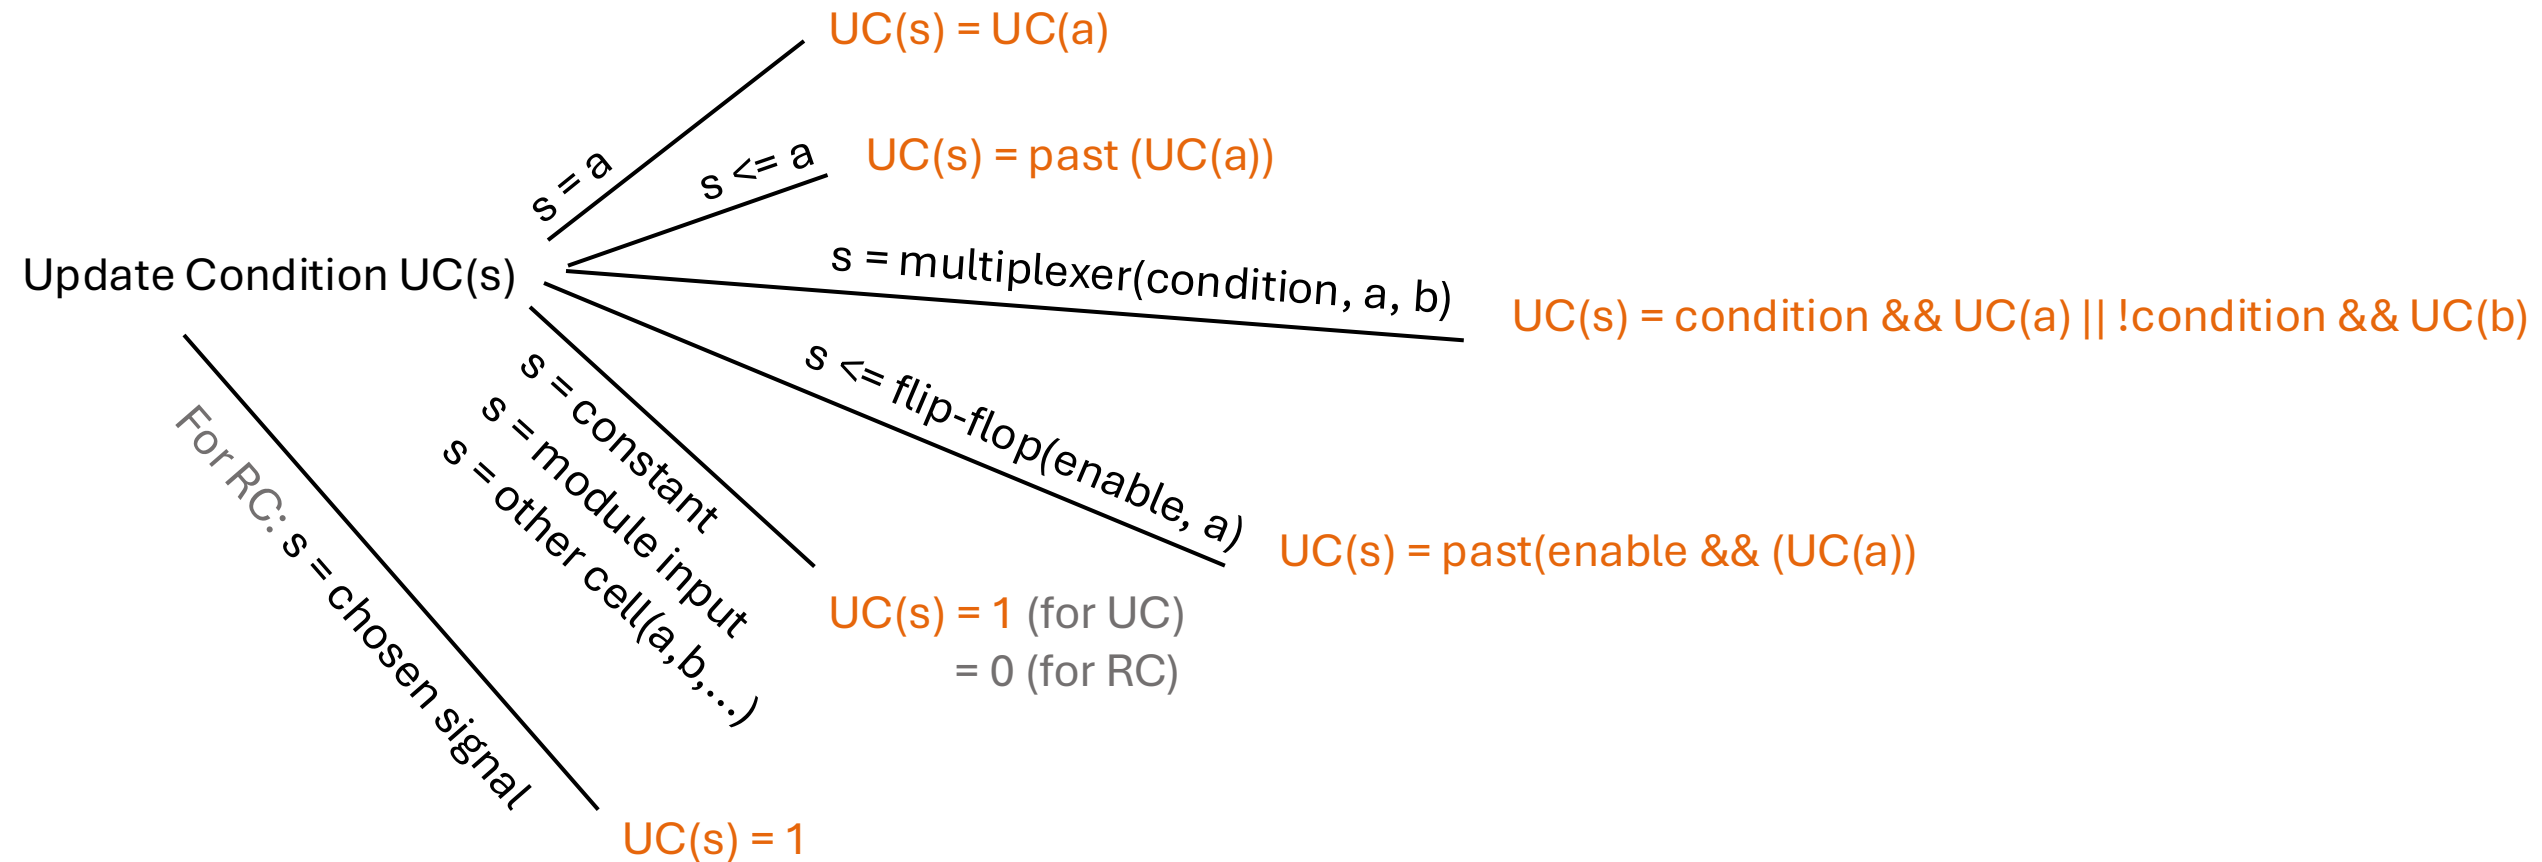 UC(s) = UC(a)
s = a
s <= a
UC(s) = past (UC(a))
Update Condition UC(s)
s = multiplexer(condition, a, b)
UC(s) = condition && UC(a) || !condition && UC(b)
s <= flip-flop(enable, a)
UC(s) = past(enable && (UC(a))
s = constant
s = module input
s = other cell(a,b,...)
UC(s) = 1 (for UC)
= 0 (for RC)
For RC: s = chosen signal
UC(s) = 1